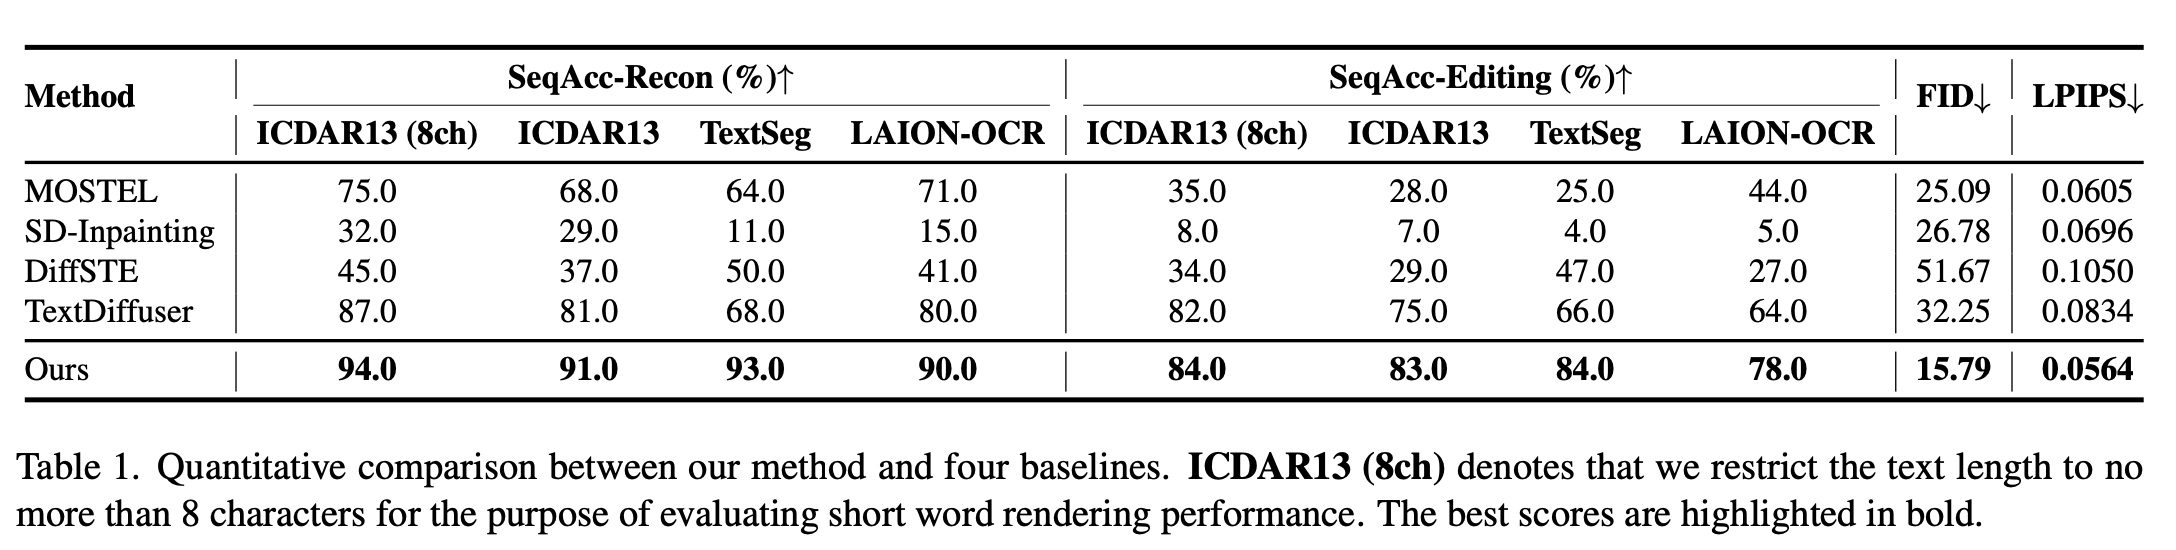 Method SeqAcc-Recon (%)↑ SeqAcc-Editing (%)↑ FID↓ LPIPS↓
ICDAR13 (8ch) ICDAR13 TextSeg LAION-OCR ICDAR13 (8ch) ICDAR13 TextSeg LAION-OCR
MOSTEL 75.0 68.0 64.0 71.0 35.0 28.0 25.0 44.0 25.09 0.0605
SD-Inpainting 32.0 29.0 11.0 15.0 8.0 7.0 4.0 5.0 26.78 0.0696
DiffSTE 45.0 37.0 50.0 41.0 34.0 29.0 47.0 27.0 51.67 0.1050
TextDiffuser 87.0 81.0 68.0 80.0 82.0 75.0 66.0 64.0 32.25 0.0834
Ours 94.0 91.0 93.0 90.0 84.0 83.0 84.0 78.0 15.79 0.0564
Table 1. Quantitative comparison between our method and four baselines. ICDAR13 (8ch) denotes that we restrict the text length to no
more than 8 characters for the purpose of evaluating short word rendering performance. The best scores are highlighted in bold.